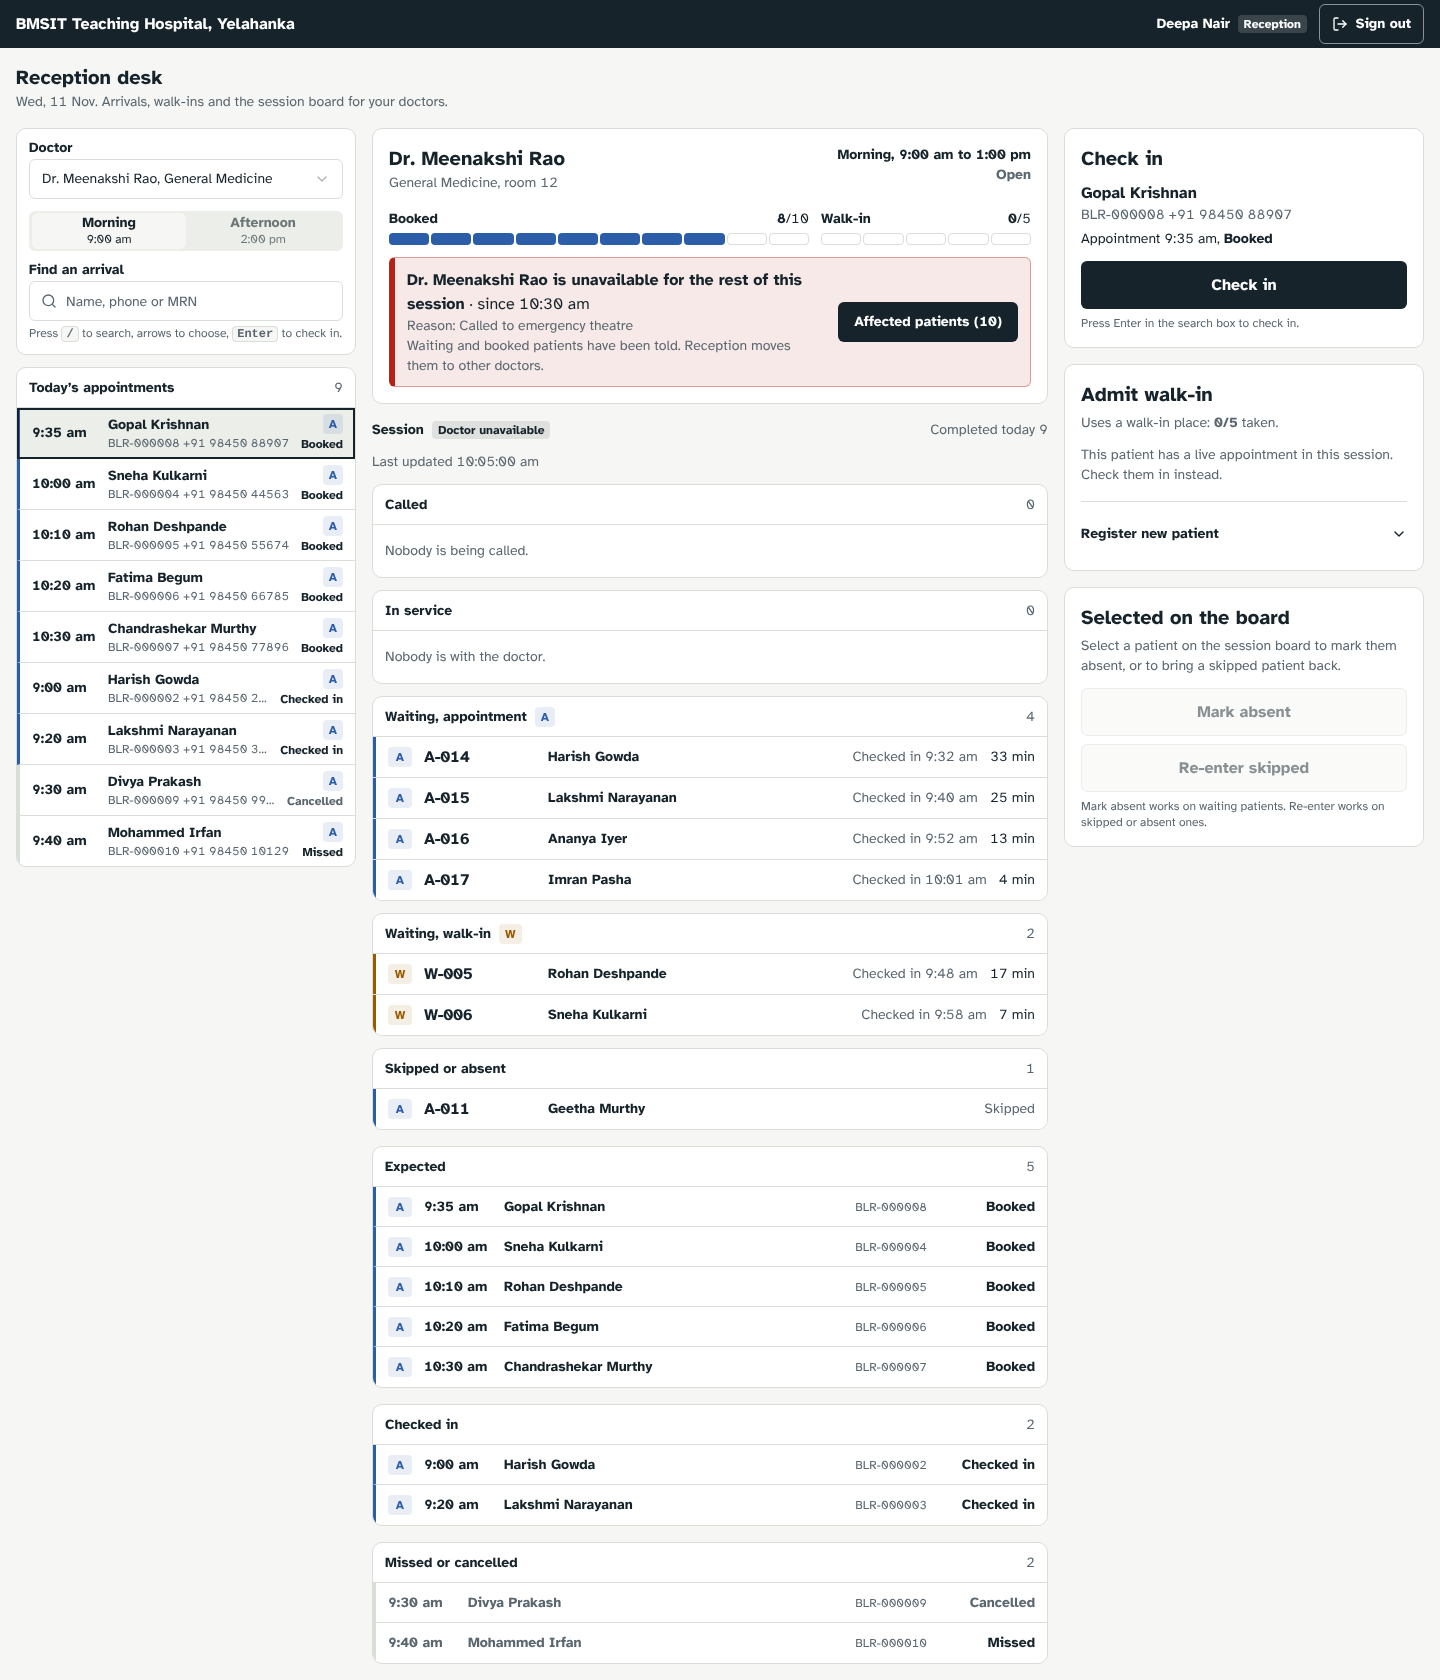 BMSIT Teaching Hospital, Yelahanka
Deepa Nair Reception Sign out
Reception desk
Wed, 11 Nov. Arrivals, walk-ins and the session board for your doctors.
Doctor
Dr. Meenakshi Rao, General Medicine
Morning
9:00 am
Afternoon
2:00 pm
Find an arrival
Name, phone or MRN
Press / to search, arrows to choose, Enter to check in.
Today's appointments 9
9:35 am Gopal Krishnan A
BLR-000008 +91 98450 88907 Booked
10:00 am Sneha Kulkarni A
BLR-000004 +91 98450 44563 Booked
10:10 am Rohan Deshpande A
BLR-000005 +91 98450 55674 Booked
10:20 am Fatima Begum A
BLR-000006 +91 98450 66785 Booked
10:30 am Chandrashekar Murthy A
BLR-000007 +91 98450 77896 Booked
9:00 am Harish Gowda A
BLR-000002 +91 98450 2... Checked in
9:20 am Lakshmi Narayanan A
BLR-000003 +91 98450 3... Checked in
9:30 am Divya Prakash A
BLR-000009 +91 98450 99... Cancelled
9:40 am Mohammed Irfan A
BLR-000010 +91 98450 10129 Missed
Dr. Meenakshi Rao
General Medicine, room 12
Morning, 9:00 am to 1:00 pm
Open
Booked 8/10 Walk-in 0/5
Dr. Meenakshi Rao is unavailable for the rest of this
session · since 10:30 am
Reason: Called to emergency theatre
Waiting and booked patients have been told. Reception moves
them to other doctors.
Affected patients (10)
Session Doctor unavailable Completed today 9
Last updated 10:05:00 am
Called 0
Nobody is being called.
In service 0
Nobody is with the doctor.
Waiting, appointment A 4
A A-014 Harish Gowda Checked in 9:32 am 33 min
A A-015 Lakshmi Narayanan Checked in 9:40 am 25 min
A A-016 Ananya Iyer Checked in 9:52 am 13 min
A A-017 Imran Pasha Checked in 10:01 am 4 min
Waiting, walk-in W 2
W W-005 Rohan Deshpande Checked in 9:48 am 17 min
W W-006 Sneha Kulkarni Checked in 9:58 am 7 min
Skipped or absent 1
A A-011 Geetha Murthy Skipped
Expected 5
A 9:35 am Gopal Krishnan BLR-000008 Booked
A 10:00 am Sneha Kulkarni BLR-000004 Booked
A 10:10 am Rohan Deshpande BLR-000005 Booked
A 10:20 am Fatima Begum BLR-000006 Booked
A 10:30 am Chandrashekar Murthy BLR-000007 Booked
Checked in 2
A 9:00 am Harish Gowda BLR-000002 Checked in
A 9:20 am Lakshmi Narayanan BLR-000003 Checked in
Missed or cancelled 2
9:30 am Divya Prakash BLR-000009 Cancelled
9:40 am Mohammed Irfan BLR-000010 Missed
Check in
Gopal Krishnan
BLR-000008 +91 98450 88907
Appointment 9:35 am, Booked
Check in
Press Enter in the search box to check in.
Admit walk-in
Uses a walk-in place: 0/5 taken.
This patient has a live appointment in this session.
Check them in instead.
Register new patient
Selected on the board
Select a patient on the session board to mark them
absent, or to bring a skipped patient back.
Mark absent
Re-enter skipped
Mark absent works on waiting patients. Re-enter works on
skipped or absent ones.